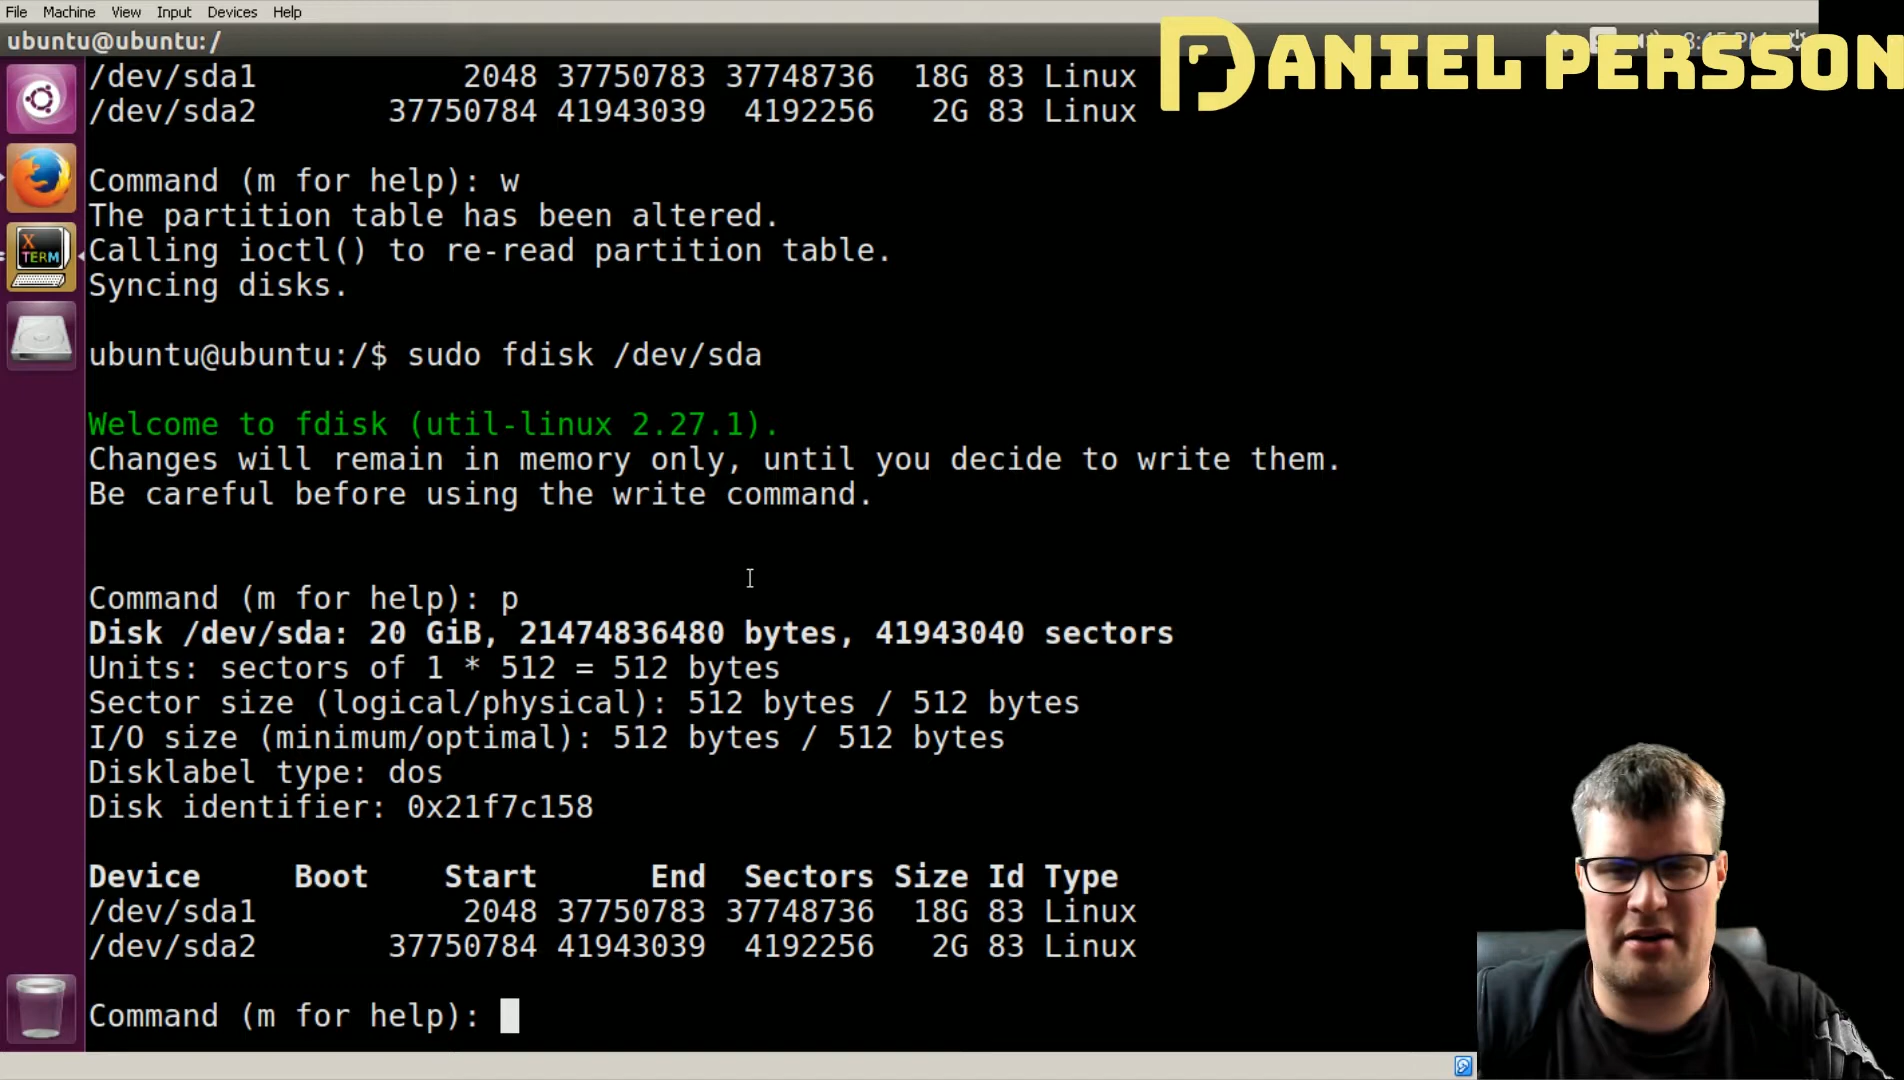 File Machine View Input Devices Help
ubuntu@ubuntu: /
8:45 PM
DANIEL PERSSON
/dev/sda1 2048 37750783 37748736 18G 83 Linux
/dev/sda2 37750784 41943039 4192256 2G 83 Linux
Command (m for help): w
The partition table has been altered.
Calling ioctl() to re-read partition table.
Syncing disks.
ubuntu@ubuntu:/$ sudo fdisk /dev/sda
Welcome to fdisk (util-linux 2.27.1).
Changes will remain in memory only, until you decide to write them.
Be careful before using the write command.
Command (m for help): p
Disk /dev/sda: 20 GiB, 21474836480 bytes, 41943040 sectors
Units: sectors of 1 * 512 = 512 bytes
Sector size (logical/physical): 512 bytes / 512 bytes
I/O size (minimum/optimal): 512 bytes / 512 bytes
Disklabel type: dos
Disk identifier: 0x21f7c158
Device Boot Start End Sectors Size Id Type
/dev/sda1 2048 37750783 37748736 18G 83 Linux
/dev/sda2 37750784 41943039 4192256 2G 83 Linux
Command (m for help):
X
TERM